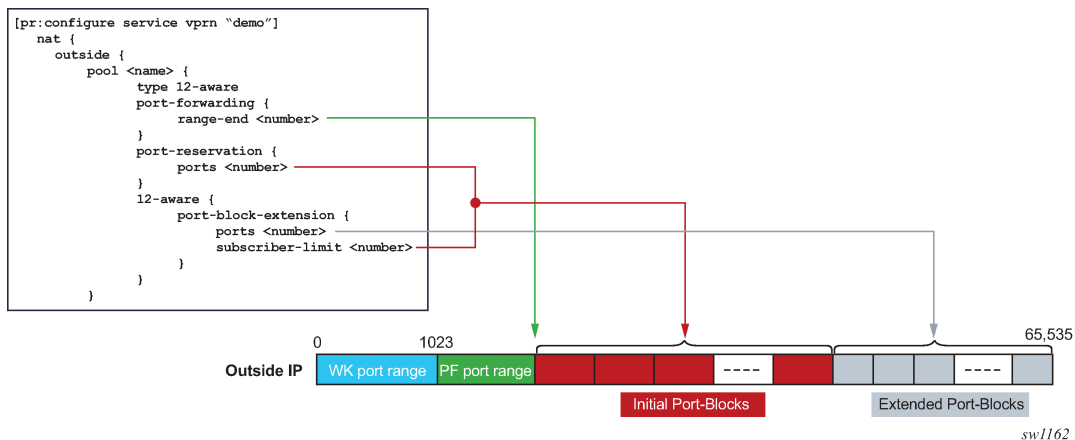 [pr:configure service vprn “demo”]
nat {
outside {
pool <name> {
type 12-aware
port-forwarding {
range-end <number>
}
port-reservation {
ports <number>
}
12-aware {
port-block-extension {
ports <number>
subscriber-limit <number>
}
}
}
0
1023
65,535
Outside IP
WK port range
PF port range
----
----
Initial Port-Blocks
Extended Port-Blocks
sw1162